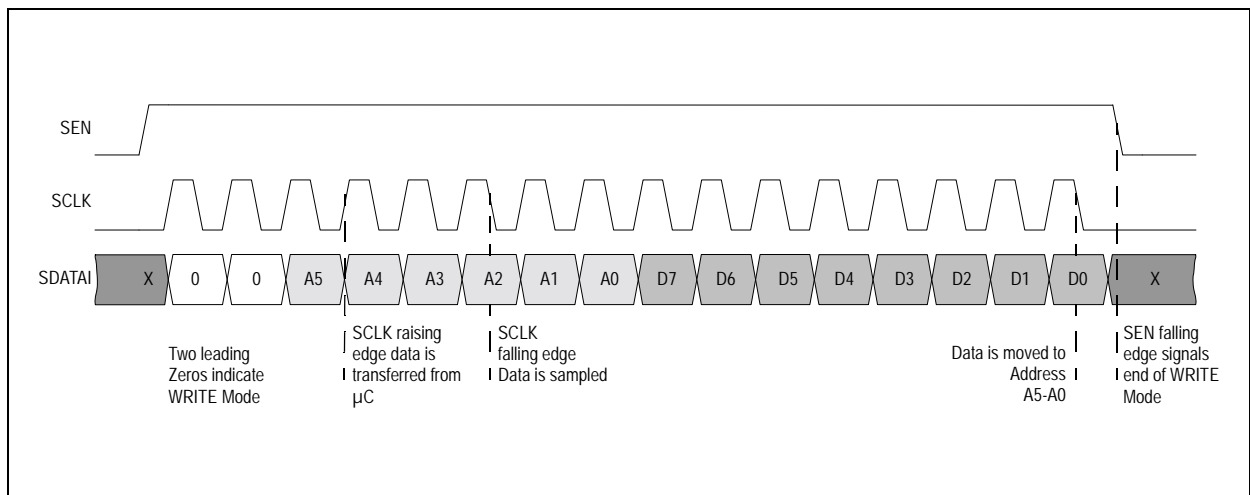 SEN
SCLK
SDATAI
X 0 0 A5 A4 A3 A2 A1 A0 D7 D6 D5 D4 D3 D2 D1 D0 X
Two leading
Zeros indicate
WRITE Mode
SCLK raising
edge data is
transferred from
µC
SCLK
falling edge
Data is sampled
Data is moved to
Address
A5-A0
SEN falling
edge signals
end of WRITE
Mode